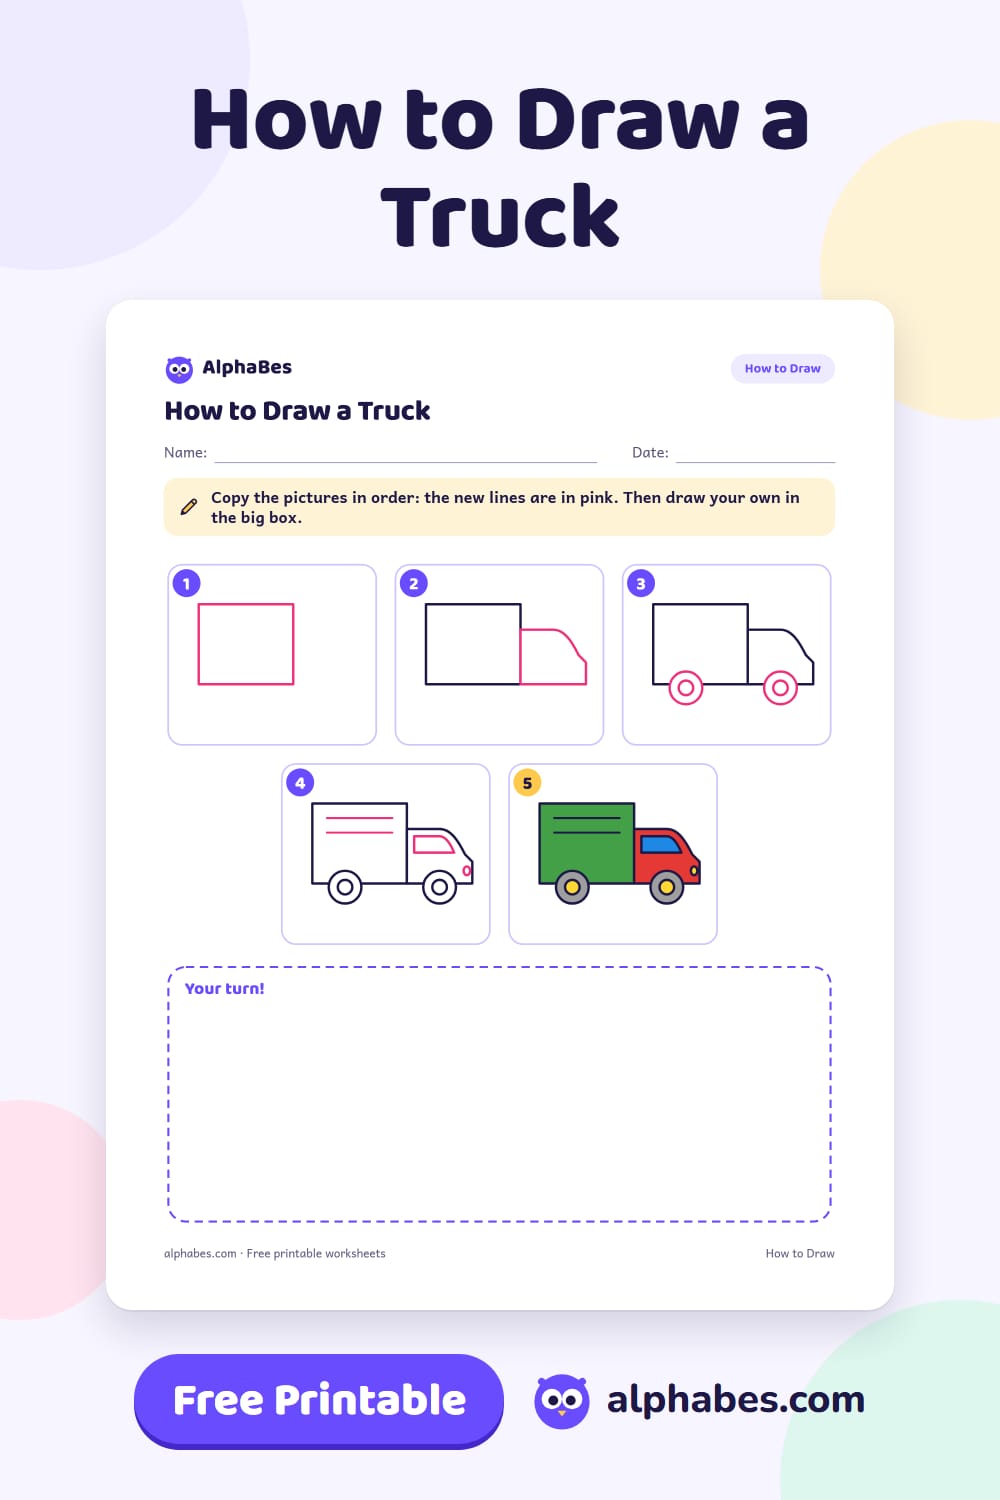 How to Draw a
Truck
AlphaBes
How to Draw
How to Draw a Truck
Name:
Date:
Copy the pictures in order: the new lines are in pink. Then draw your own in
the big box.
1
2
3
4
5
Your turn!
alphabes.com · Free printable worksheets
How to Draw
Free Printable
alphabes.com